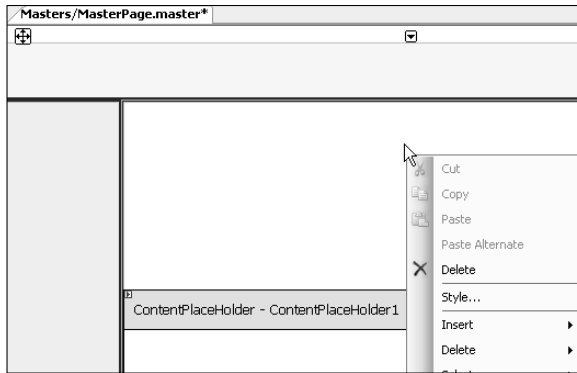 Masters/MasterPage.master*
Cut
Copy
Paste
Paste Alternate
Delete
Style...
ContentPlaceHolder - ContentPlaceHolder1
Insert
Delete